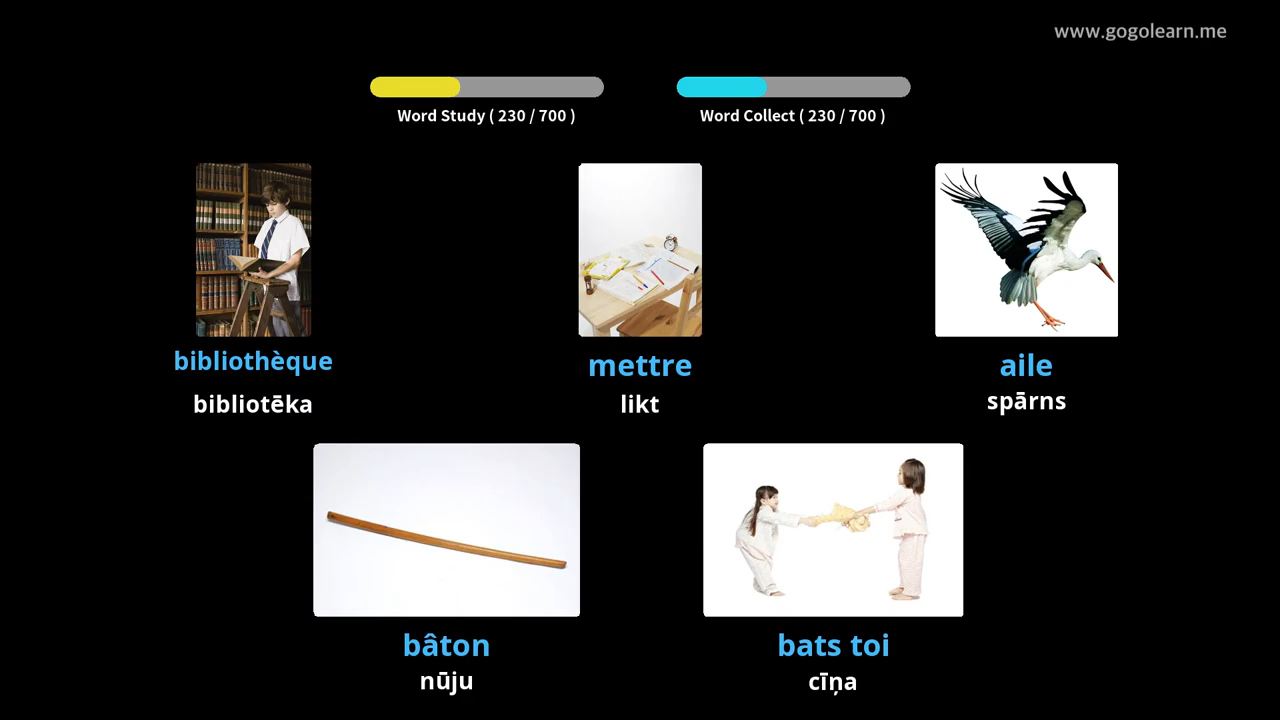 www.gogolearn.me
Word Study ( 230 / 700 )
Word Collect ( 230 / 700 )
bibliothèque
bibliotēka
mettre
likt
aile
spārns
bâton
nūju
bats toi
cīņa